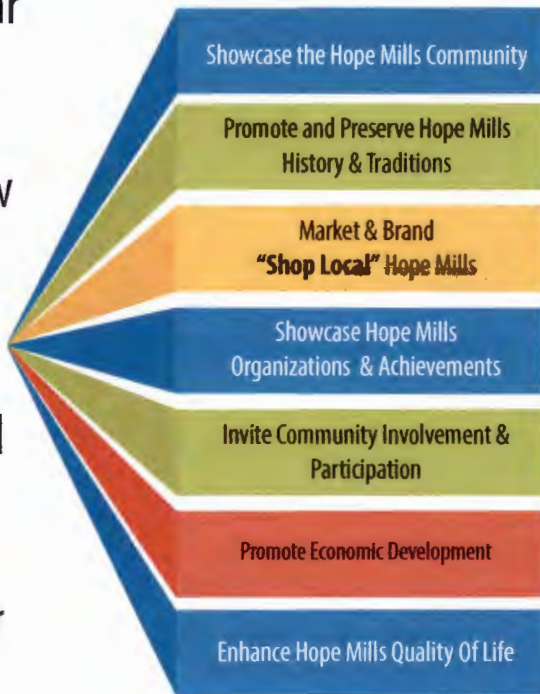 Showcase the Hope Mills Community
Promote and Preserve Hope Mills
History & Traditions
Market & Brand
"Shop Local" Hope Mills
Showcase Hope Mills
Organizations & Achievements
Invite Community Involvement &
Participation
Promote Economic Development
Enhance Hope Mills Quality Of Life